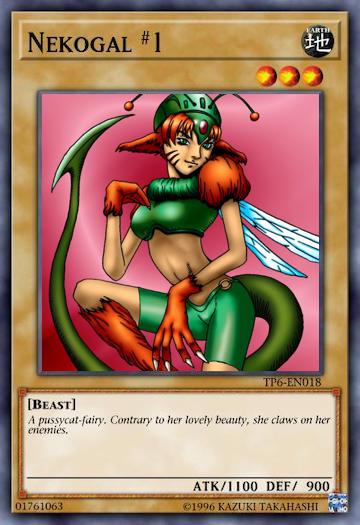 NEKOGAL #1
EARTH
地
TP6-EN018
[BEAST]
A pussycat-fairy. Contrary to her lovely beauty, she claws on her
enemies.
ATK/1100 DEF/ 900
01761063
©1996 KAZUKI TAKAHASHI